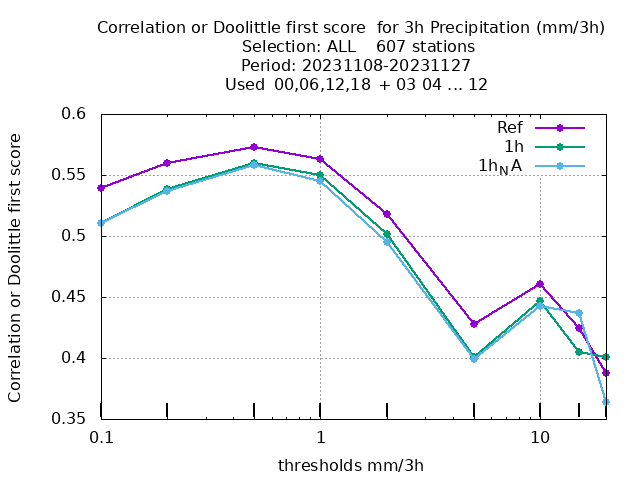 Correlation or Doolittle first score  for 3h Precipitation (mm/3h)
Selection: ALL    607 stations
Period: 20231108-20231127
Used  00,06,12,18  + 03 04 ... 12
Correlation or Doolittle first score
0.6
0.55
0.5
0.45
0.4
0.35
Ref
1h
1h_NA
0.1
1
10
thresholds mm/3h